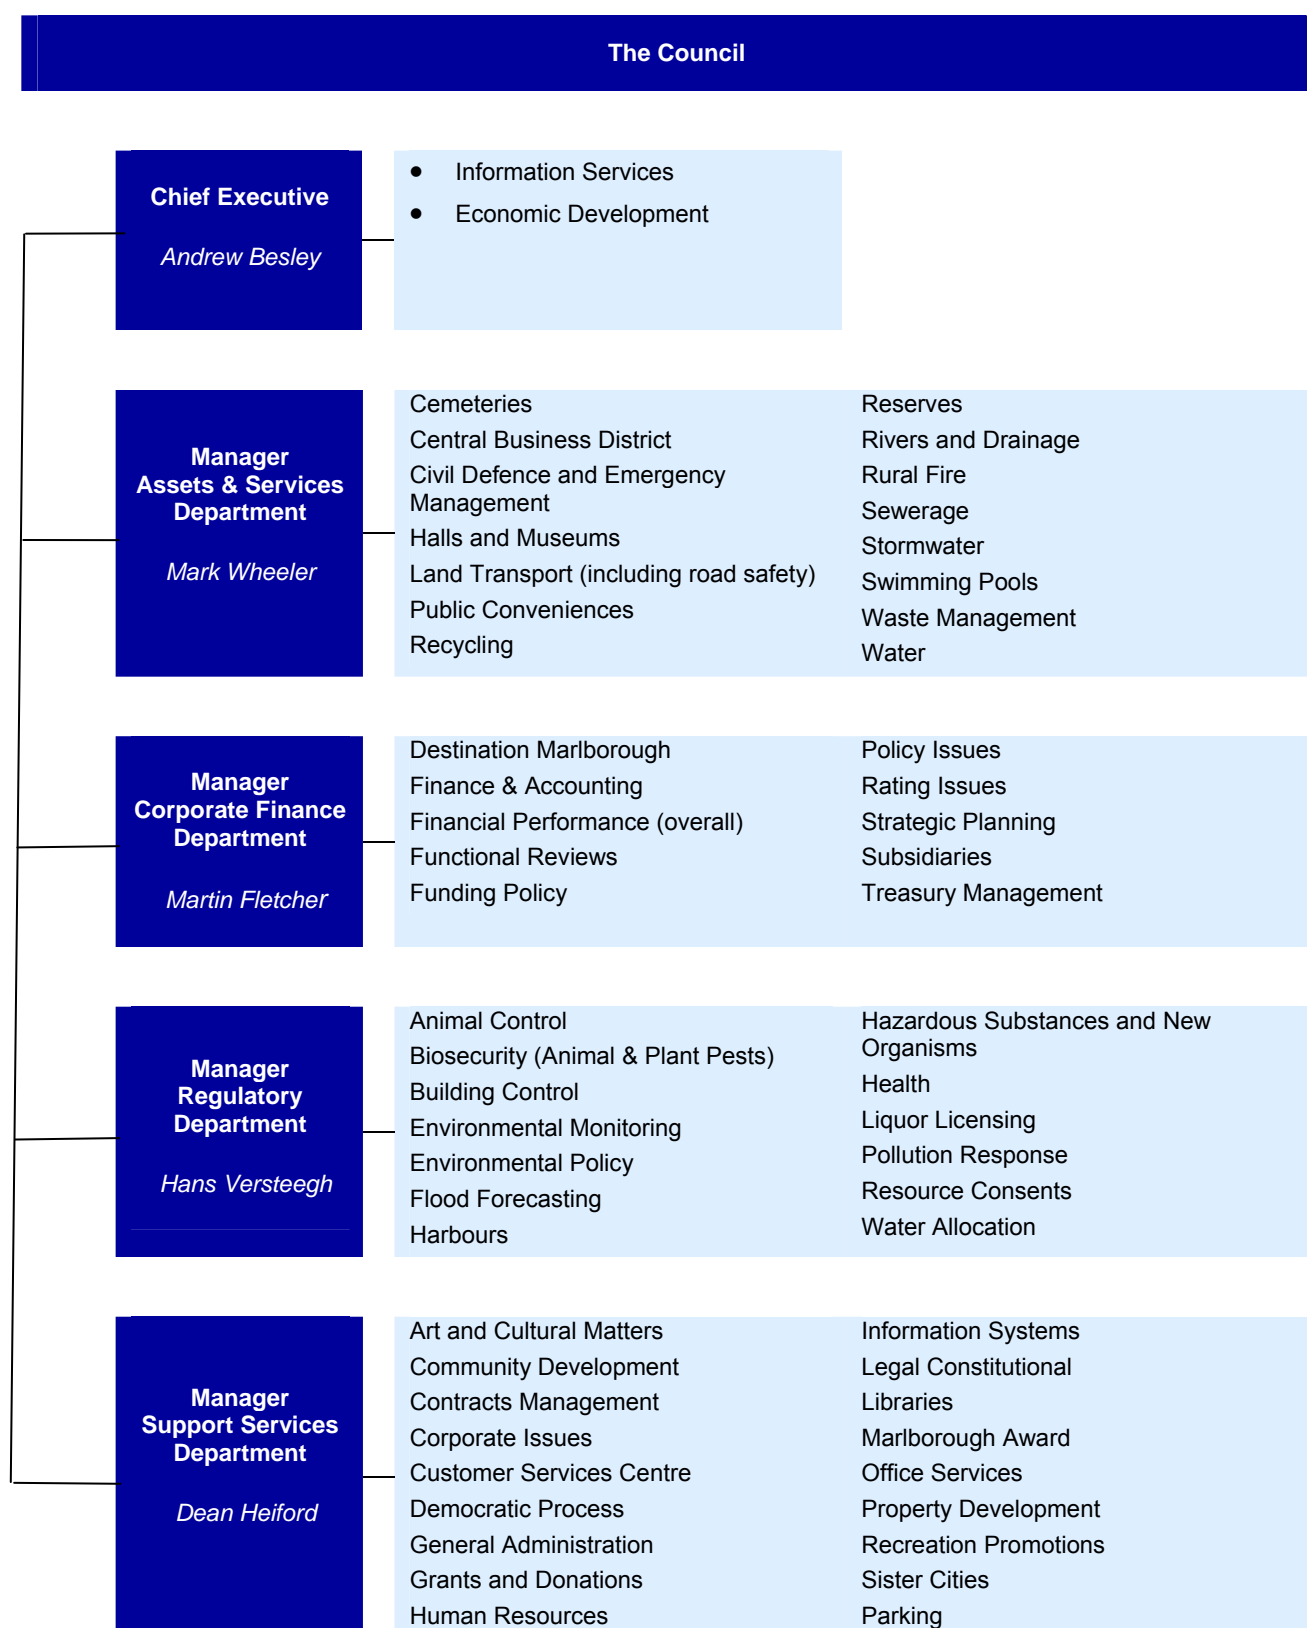 The Council
Chief Executive
Andrew Besley
• Information Services
• Economic Development
Manager
Assets & Services
Department
Mark Wheeler
Cemeteries
Central Business District
Civil Defence and Emergency
Management
Halls and Museums
Land Transport (including road safety)
Public Conveniences
Recycling
Reserves
Rivers and Drainage
Rural Fire
Sewerage
Stormwater
Swimming Pools
Waste Management
Water
Manager
Corporate Finance
Department
Martin Fletcher
Destination Marlborough
Finance & Accounting
Financial Performance (overall)
Functional Reviews
Funding Policy
Policy Issues
Rating Issues
Strategic Planning
Subsidiaries
Treasury Management
Manager
Regulatory
Department
Hans Versteegh
Animal Control
Biosecurity (Animal & Plant Pests)
Building Control
Environmental Monitoring
Environmental Policy
Flood Forecasting
Harbours
Hazardous Substances and New
Organisms
Health
Liquor Licensing
Pollution Response
Resource Consents
Water Allocation
Manager
Support Services
Department
Dean Heiford
Art and Cultural Matters
Community Development
Contracts Management
Corporate Issues
Customer Services Centre
Democratic Process
General Administration
Grants and Donations
Human Resources
Information Systems
Legal Constitutional
Libraries
Marlborough Award
Office Services
Property Development
Recreation Promotions
Sister Cities
Parking